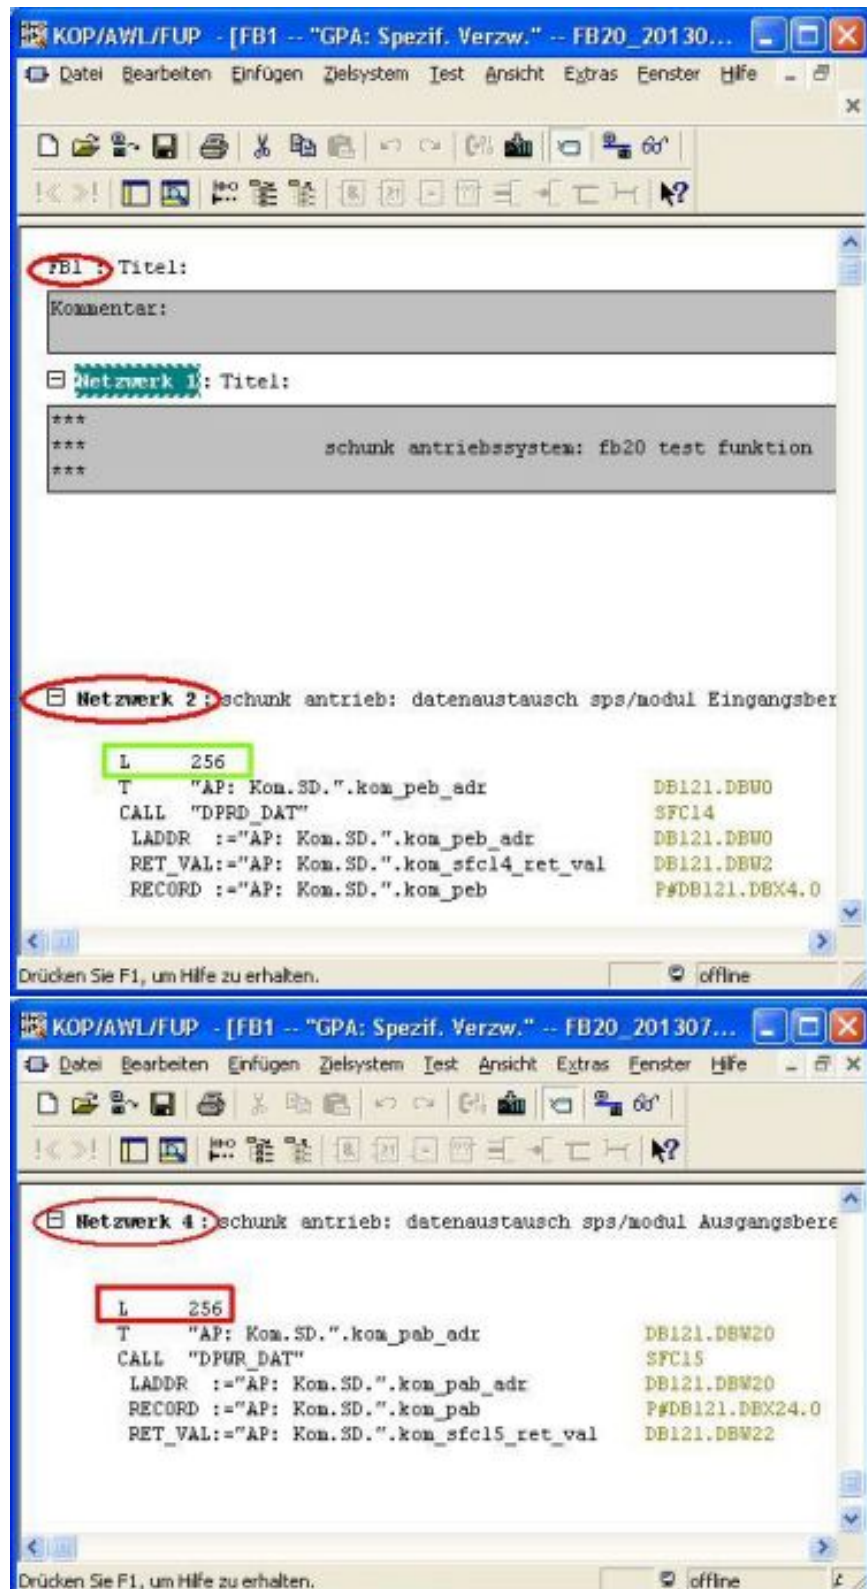 KOP/AWL/FUP - [FB1 -- "GPA: Spezif. Verzw." -- FB20_20130...
Datei Bearbeiten Einfügen Zielsystem Test Ansicht Extras Fenster Hilfe
FB1 : Titel:
Kommentar:
Netzwerk 1: Titel:
***
*** schunk antriebssystem: fb20 test funktion
***
Netzwerk 2: schunk antrieb: datenaustausch sps/modul Eingangsber
L 256
T "AP: Kom.SD.".kom_peb_adr DB121.DBW0
CALL "DPRD_DAT" SFC14
LADDR :="AP: Kom.SD.".kom_peb_adr DB121.DBW0
RET_VAL:="AP: Kom.SD.".kom_sfc14_ret_val DB121.DBW2
RECORD :="AP: Kom.SD.".kom_peb P#DB121.DBX4.0
Drücken Sie F1, um Hilfe zu erhalten. offline
KOP/AWL/FUP - [FB1 -- "GPA: Spezif. Verzw." -- FB20_201307...
Datei Bearbeiten Einfügen Zielsystem Test Ansicht Extras Fenster Hilfe
Netzwerk 4: schunk antrieb: datenaustausch sps/modul Ausgangsbere
L 256
T "AP: Kom.SD.".kom_pab_adr DB121.DBW20
CALL "DPWR_DAT" SFC15
LADDR :="AP: Kom.SD.".kom_pab_adr DB121.DBW20
RECORD :="AP: Kom.SD.".kom_pab P#DB121.DBX24.0
RET_VAL:="AP: Kom.SD.".kom_sfc15_ret_val DB121.DBW22
Drücken Sie F1, um Hilfe zu erhalten. offline